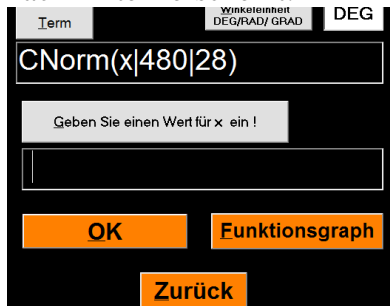 Term
Winkeleinheit
DEG/RAD/ GRAD
DEG
CNorm(x|480|28)
Geben Sie einen Wert für x ein !
OK
Funktionsgraph
Zurück